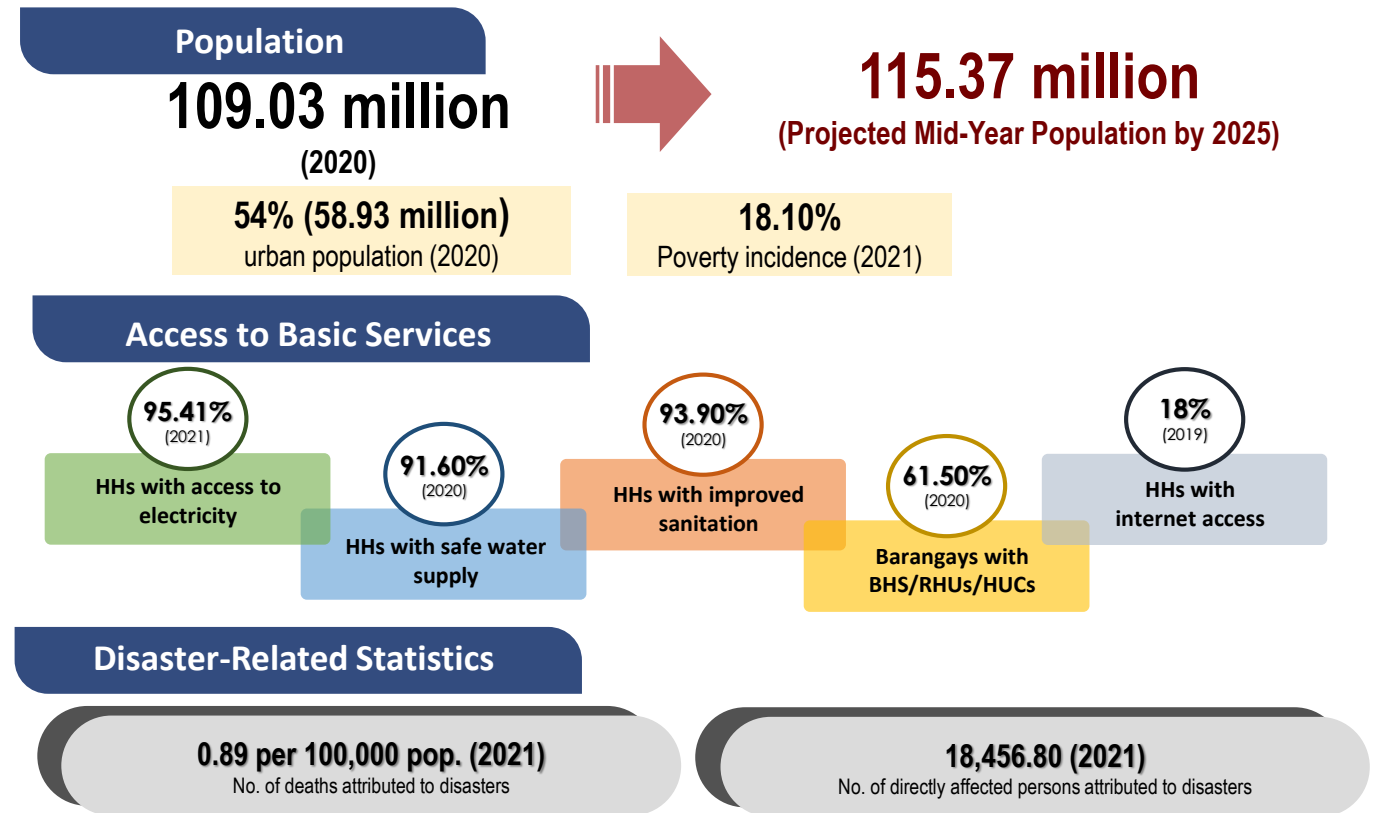 Population
109.03 million
(2020)
115.37 million
(Projected Mid-Year Population by 2025)
54% (58.93 million)
urban population (2020)
18.10%
Poverty incidence (2021)
Access to Basic Services
95.41%
(2021)
HHs with access to
electricity
91.60%
(2020)
HHs with safe water
supply
93.90%
(2020)
HHs with improved
sanitation
61.50%
(2020)
Barangays with
BHS/RHUs/HUCs
18%
(2019)
HHs with
internet access
Disaster-Related Statistics
0.89 per 100,000 pop. (2021)
No. of deaths attributed to disasters
18,456.80 (2021)
No. of directly affected persons attributed to disasters